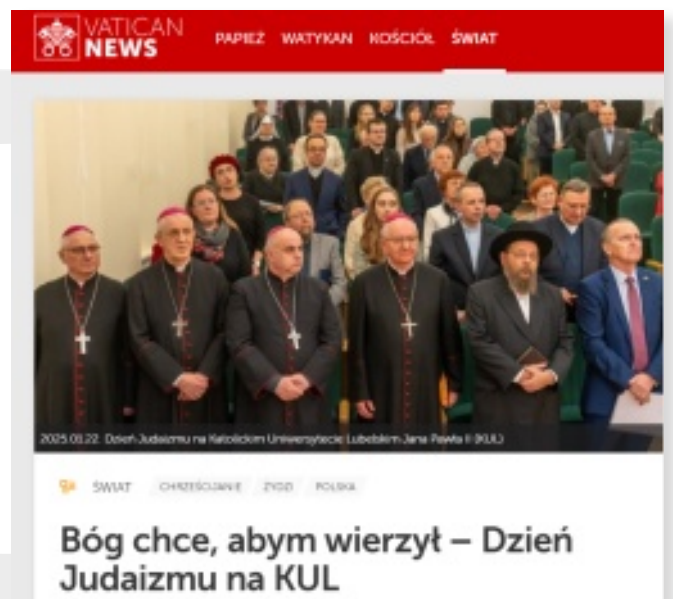 VATICAN
NEWS
PAPIEŻ WATYKAN KOŚCIÓŁ ŚWIAT
2025.01.22. Dzień Judaizmu na Katolickim Uniwersytecie Lubelskim Jana Pawła II (KUL)
ŚWIAT CHRZEŚCIJANIE ŻYDZI POLSKA
Bóg chce, abym wierzył – Dzień
Judaizmu na KUL